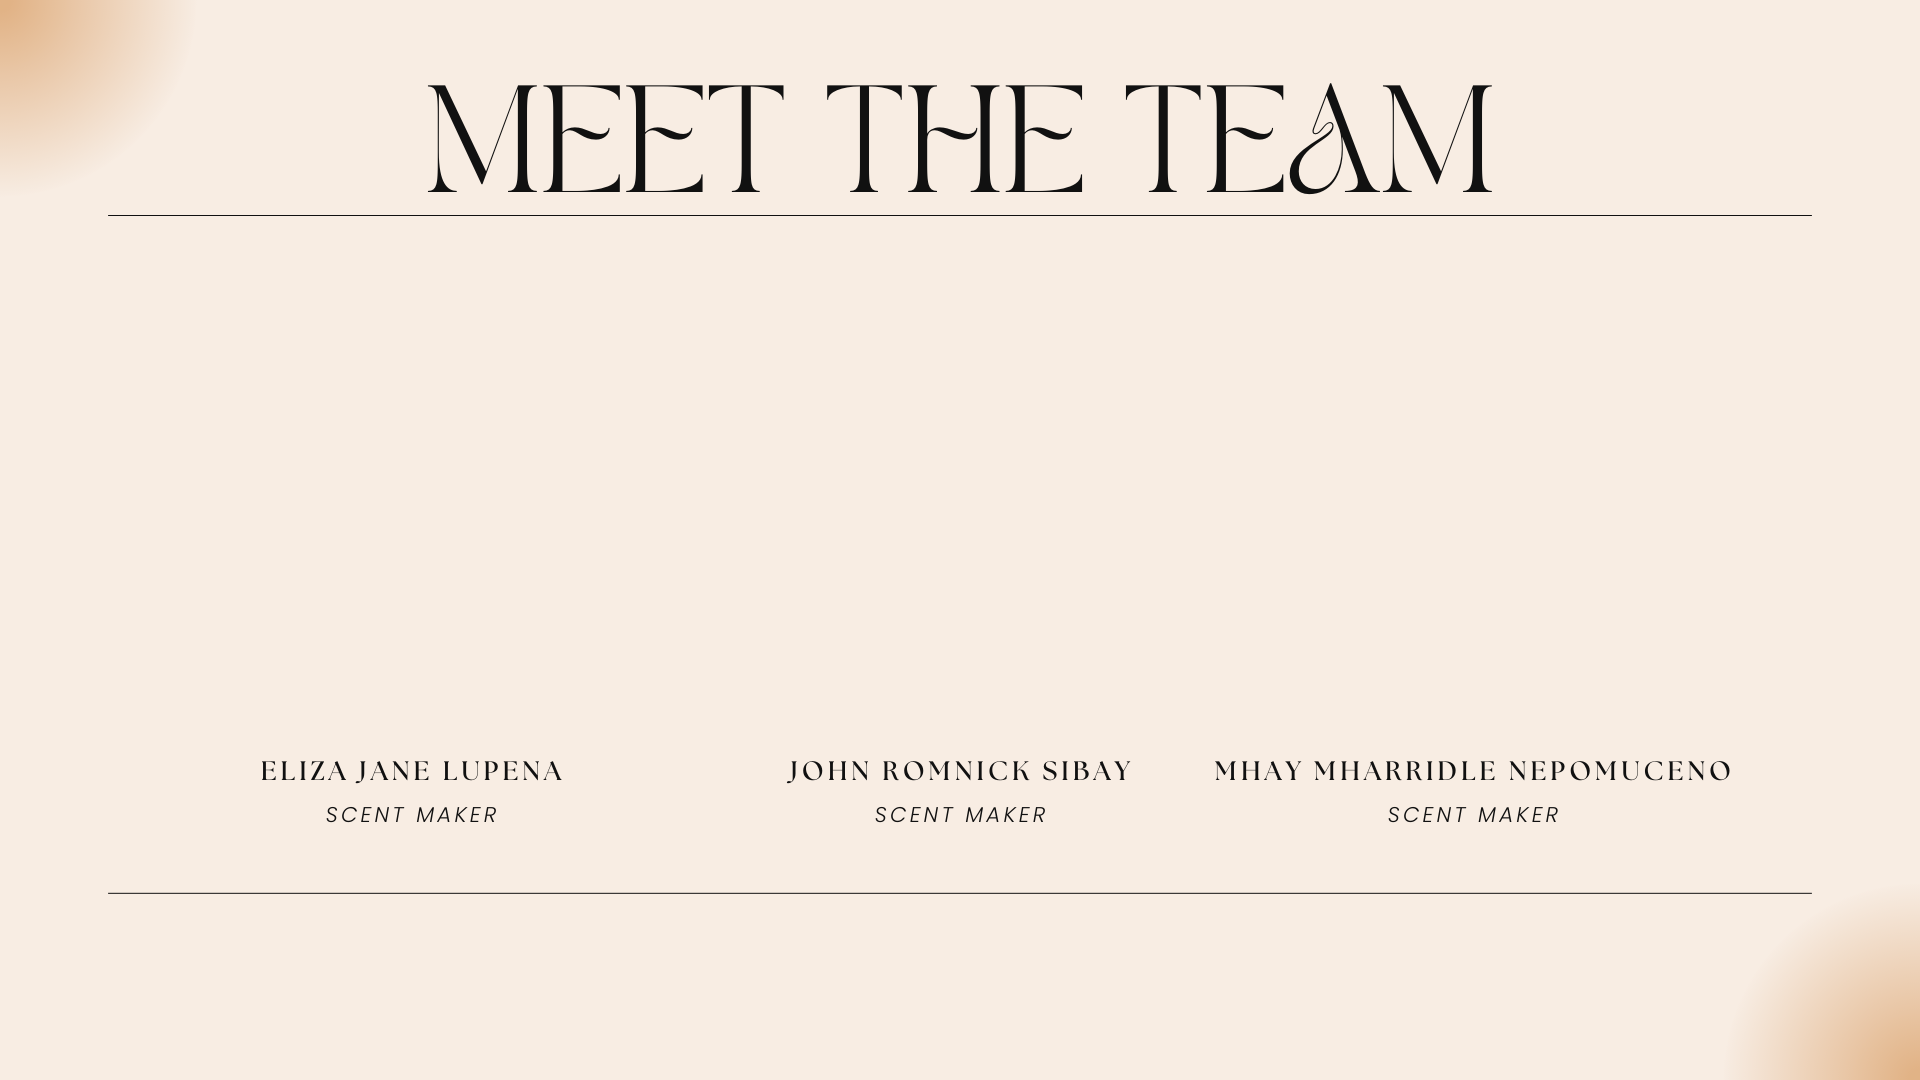 MEET THE TEAM
ELIZA JANE LUPENA
SCENT MAKER
JOHN ROMNICK SIBAY
SCENT MAKER
MHAY MHARRIDLE NEPOMUCENO
SCENT MAKER